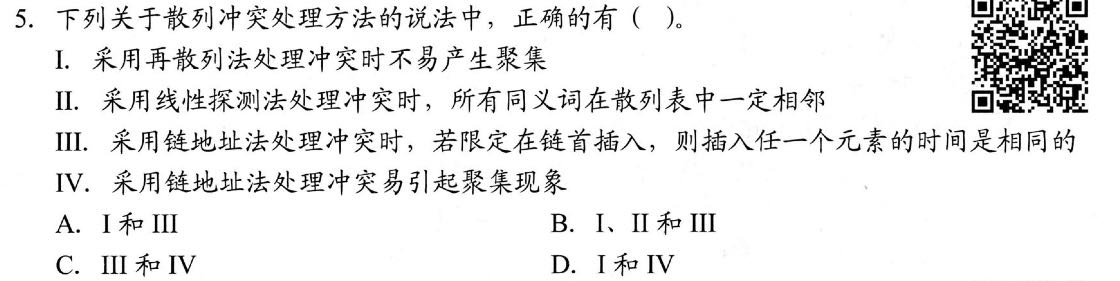 5. 下列关于散列冲突处理方法的说法中，正确的有（ ）。
I. 采用再散列法处理冲突时不易产生聚集
II. 采用线性探测法处理冲突时，所有同义词在散列表中一定相邻
III. 采用链地址法处理冲突时，若限定在链首插入，则插入任一个元素的时间是相同的
IV. 采用链地址法处理冲突易引起聚集现象
A. I 和 III B. I、II 和 III
C. III 和 IV D. I 和 IV